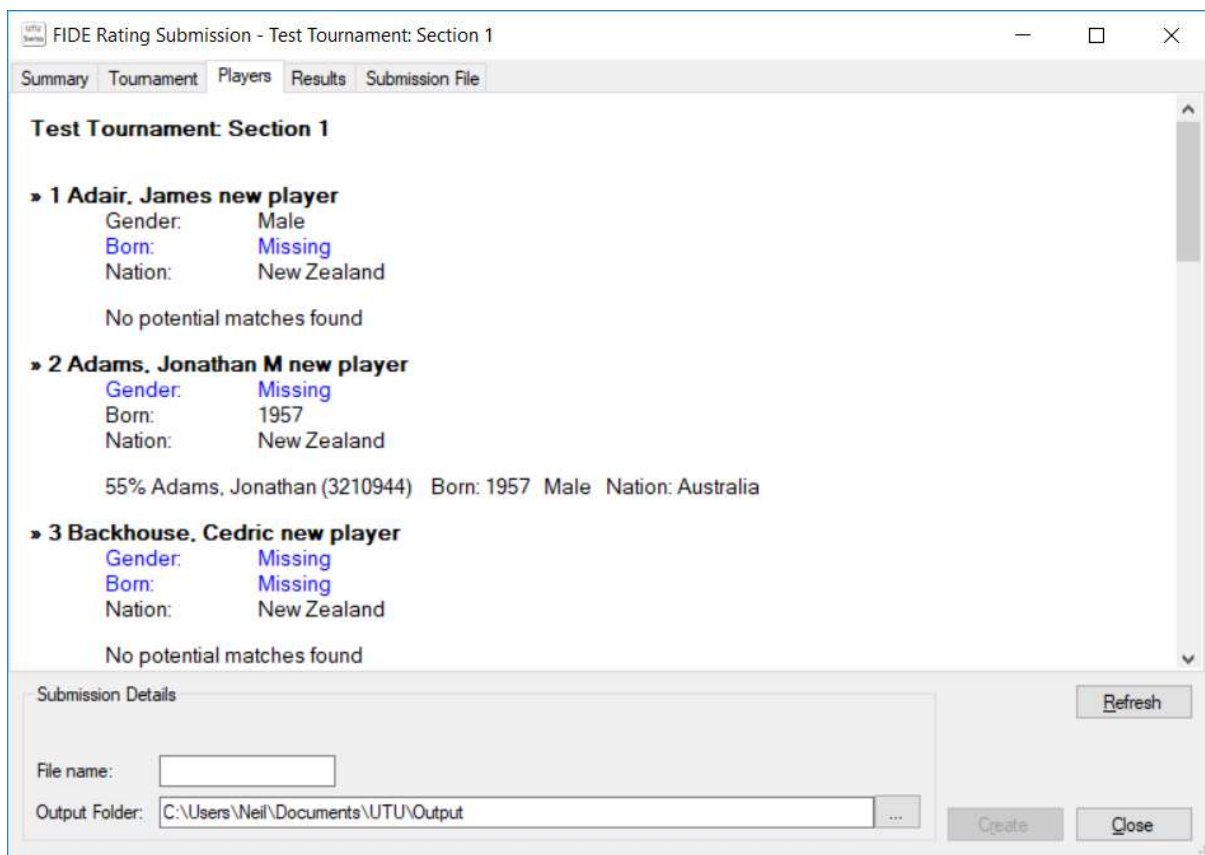 UTU
Swiss
FIDE Rating Submission - Test Tournament: Section 1
Summary Tournament Players Results Submission File
Test Tournament: Section 1
» 1 Adair, James new player
Gender: Male
Born: Missing
Nation: New Zealand
No potential matches found
» 2 Adams, Jonathan M new player
Gender: Missing
Born: 1957
Nation: New Zealand
55% Adams, Jonathan (3210944) Born: 1957 Male Nation: Australia
» 3 Backhouse, Cedric new player
Gender: Missing
Born: Missing
Nation: New Zealand
No potential matches found
Submission Details
Refresh
File name:
Output Folder: C:\Users\Neil\Documents\UTU\Output ...
Create Close